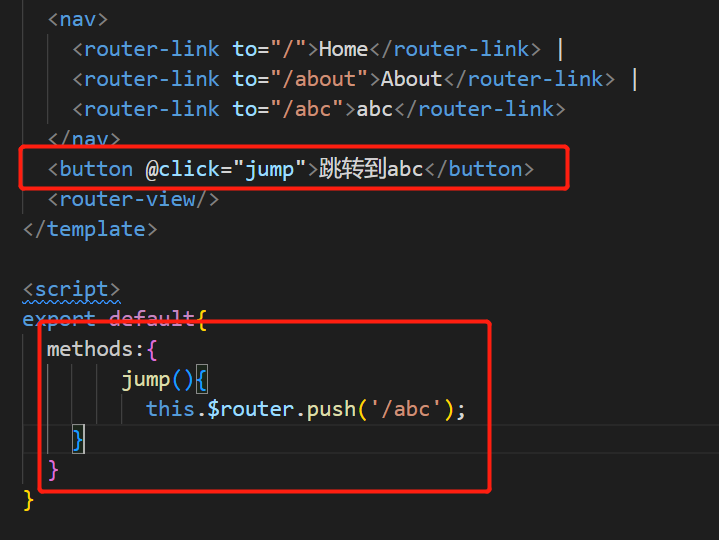 <nav>
<router-link to="/">Home</router-link> |
<router-link to="/about">About</router-link> |
<router-link to="/abc">abc</router-link>
</nav>
<button @click="jump">跳转到abc</button>
<router-view/>
</template>
<script>
export default{
methods:{
jump(){
this.$router.push('/abc');
}
}
}